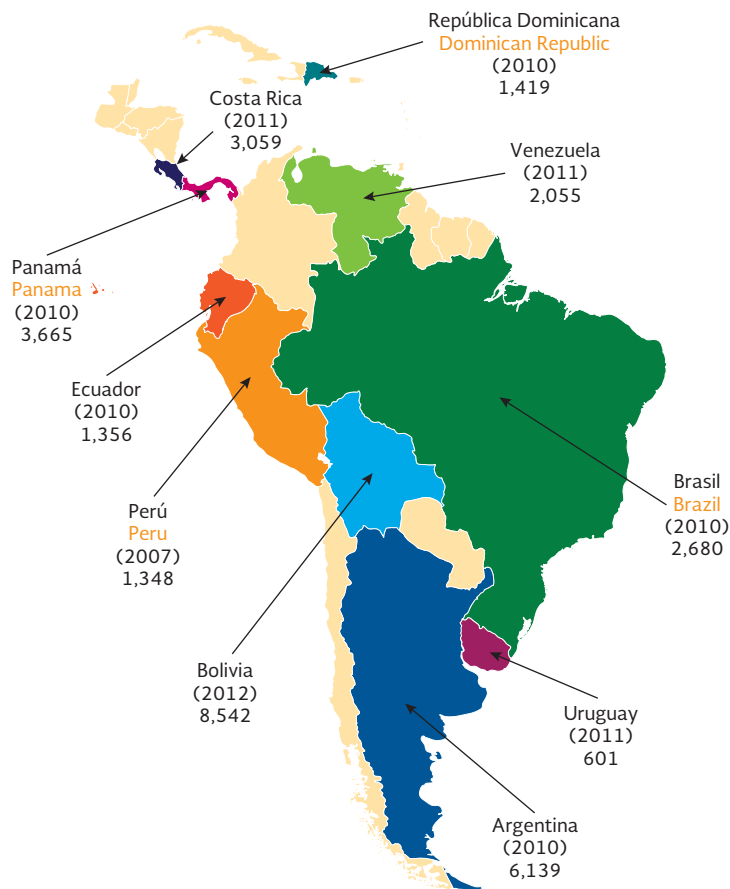 República Dominicana
Dominican Republic
(2010)
1,419
Costa Rica
(2011)
3,059
Venezuela
(2011)
2,055
Panamá
Panama
(2010)
3,665
Ecuador
(2010)
1,356
Perú
Peru
(2007)
1,348
Brasil
Brazil
(2010)
2,680
Bolivia
(2012)
8,542
Uruguay
(2011)
601
Argentina
(2010)
6,139